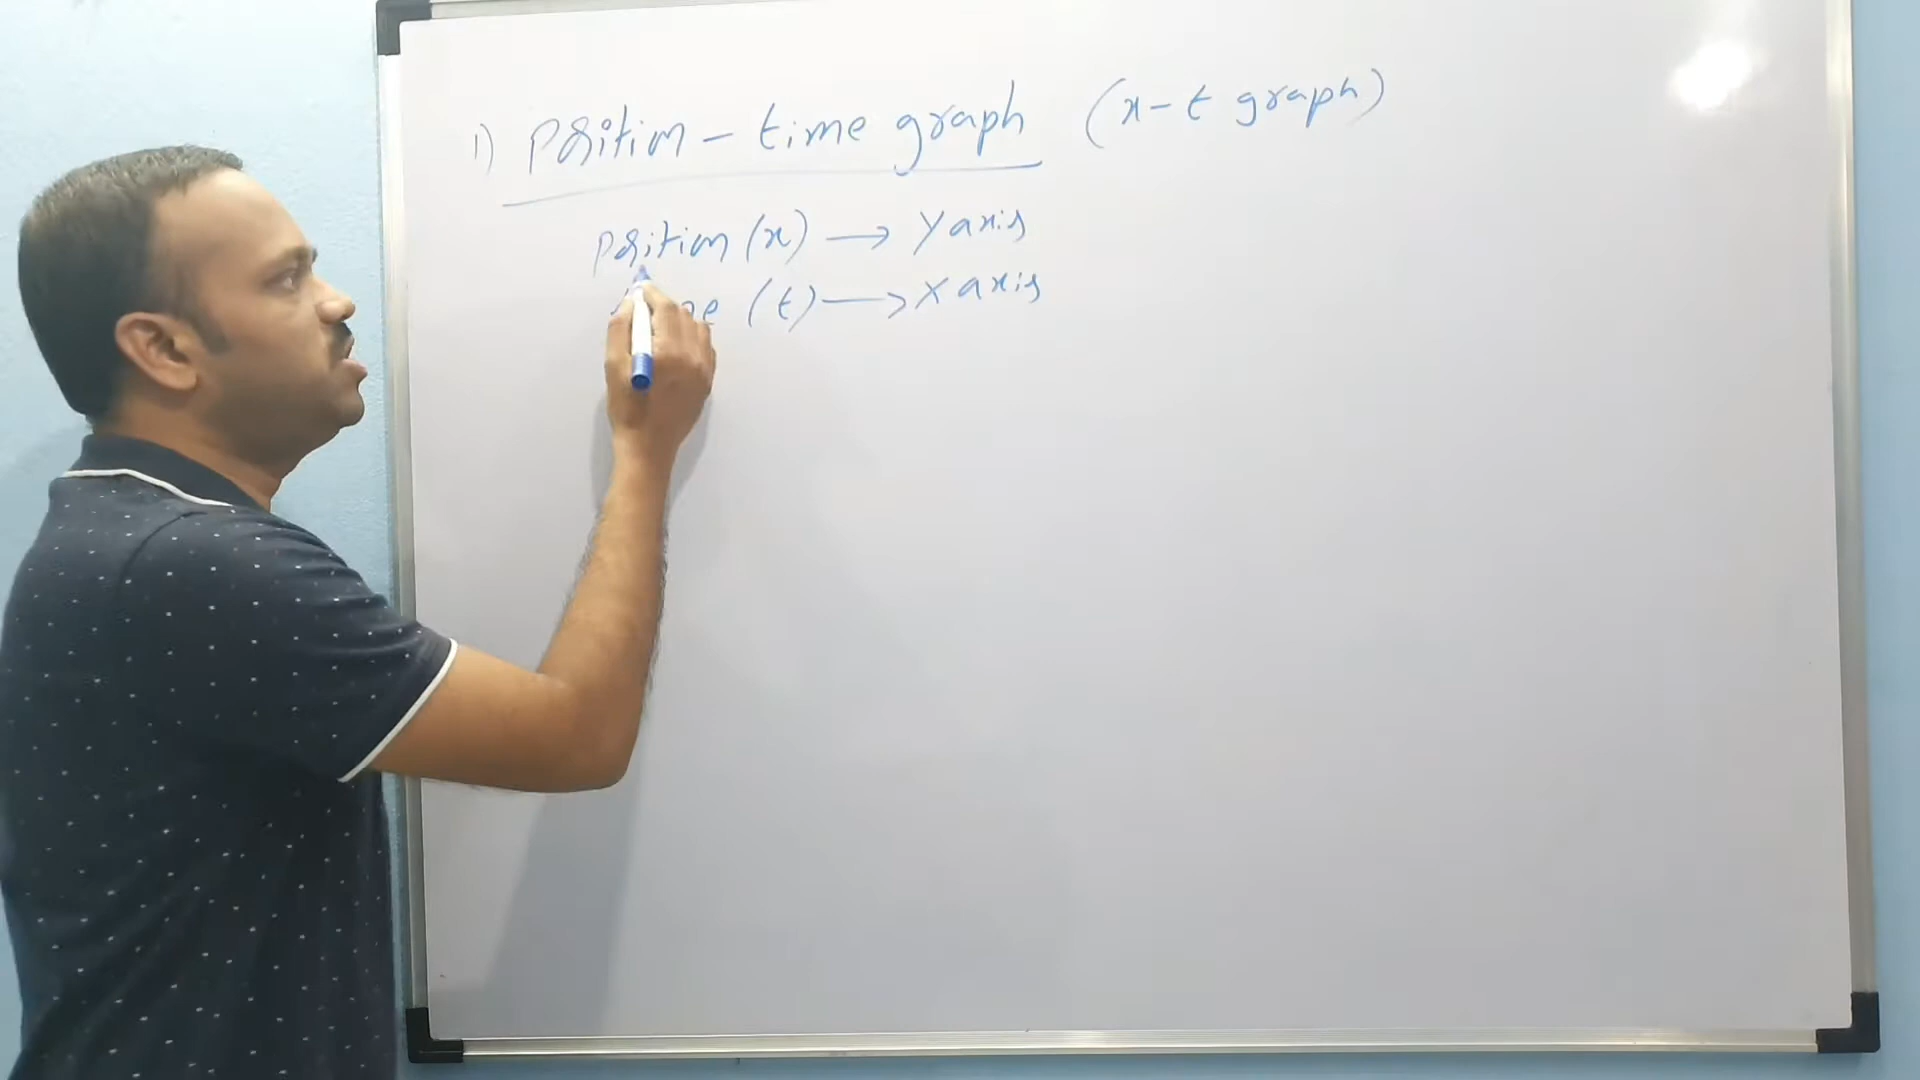 1) Position - time graph (x-t graph)
Position (x) → Y axis
(t) → X axis